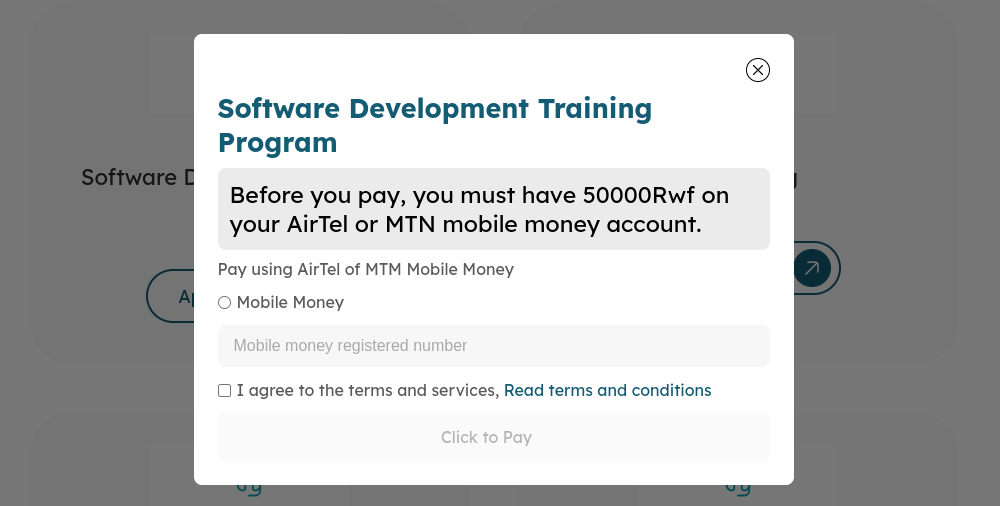 Software Development Training
Program
Before you pay, you must have 50000Rwf on
your AirTel or MTN mobile money account.
Software D
Pay using AirTel of MTM Mobile Money
Mobile Money
Mobile money registered number
I agree to the terms and services, Read terms and conditions
Click to Pay